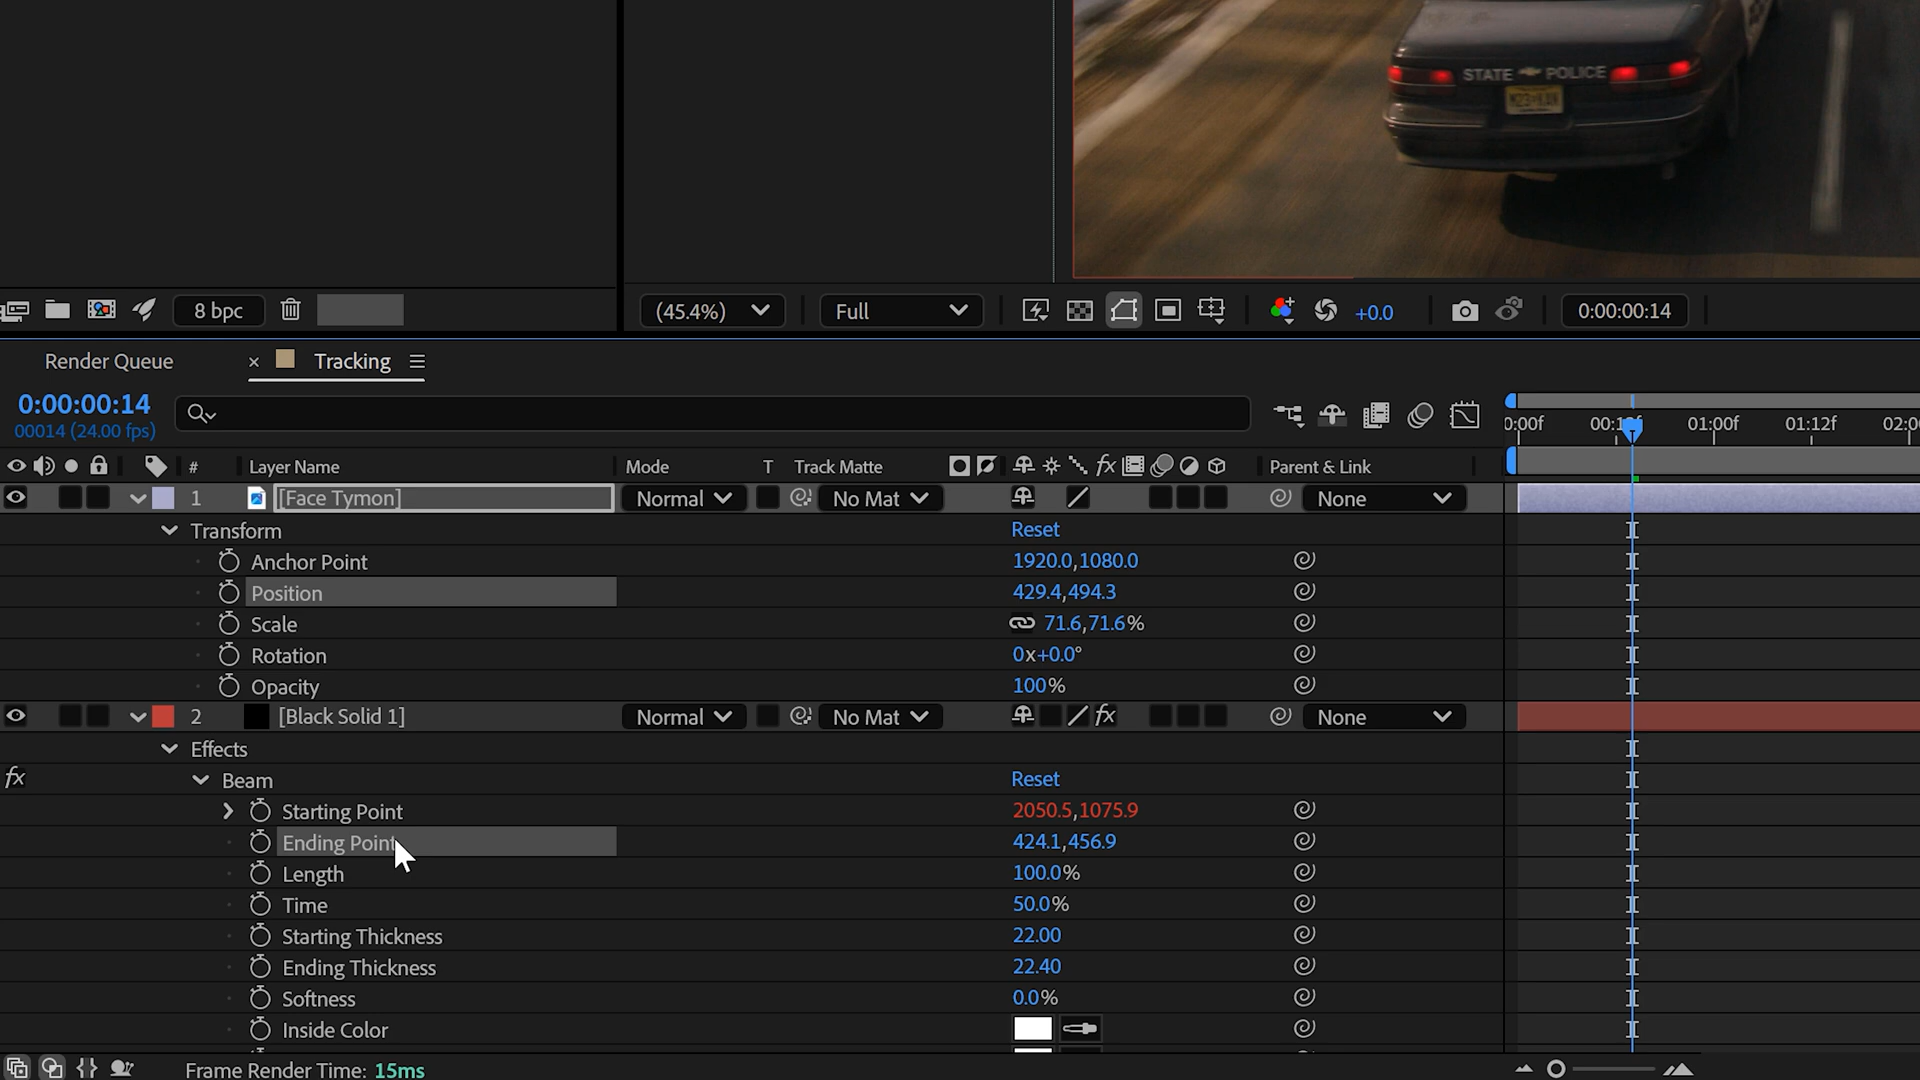 STATE POLICE
8 bpc
(45.4%)
Full
+0.0
0:00:00:14
Render Queue
× Tracking
0:00:00:14
00014 (24.00 fps)
0:00f
01:00f
01:12f
# Layer Name Mode T Track Matte fx Parent & Link
1 [Face Tymon] Normal No Mat None
Transform Reset
Anchor Point 1920.0,1080.0
Position 429.4,494.3
Scale 71.6,71.6%
Rotation 0x+0.0°
Opacity 100%
2 [Black Solid 1] Normal No Mat fx None
Effects
fx Beam Reset
Starting Point 2050.5,1075.9
Ending Point 424.1,456.9
Length 100.0%
Time 50.0%
Starting Thickness 22.00
Ending Thickness 22.40
Softness 0.0%
Inside Color
Frame Render Time: 15ms